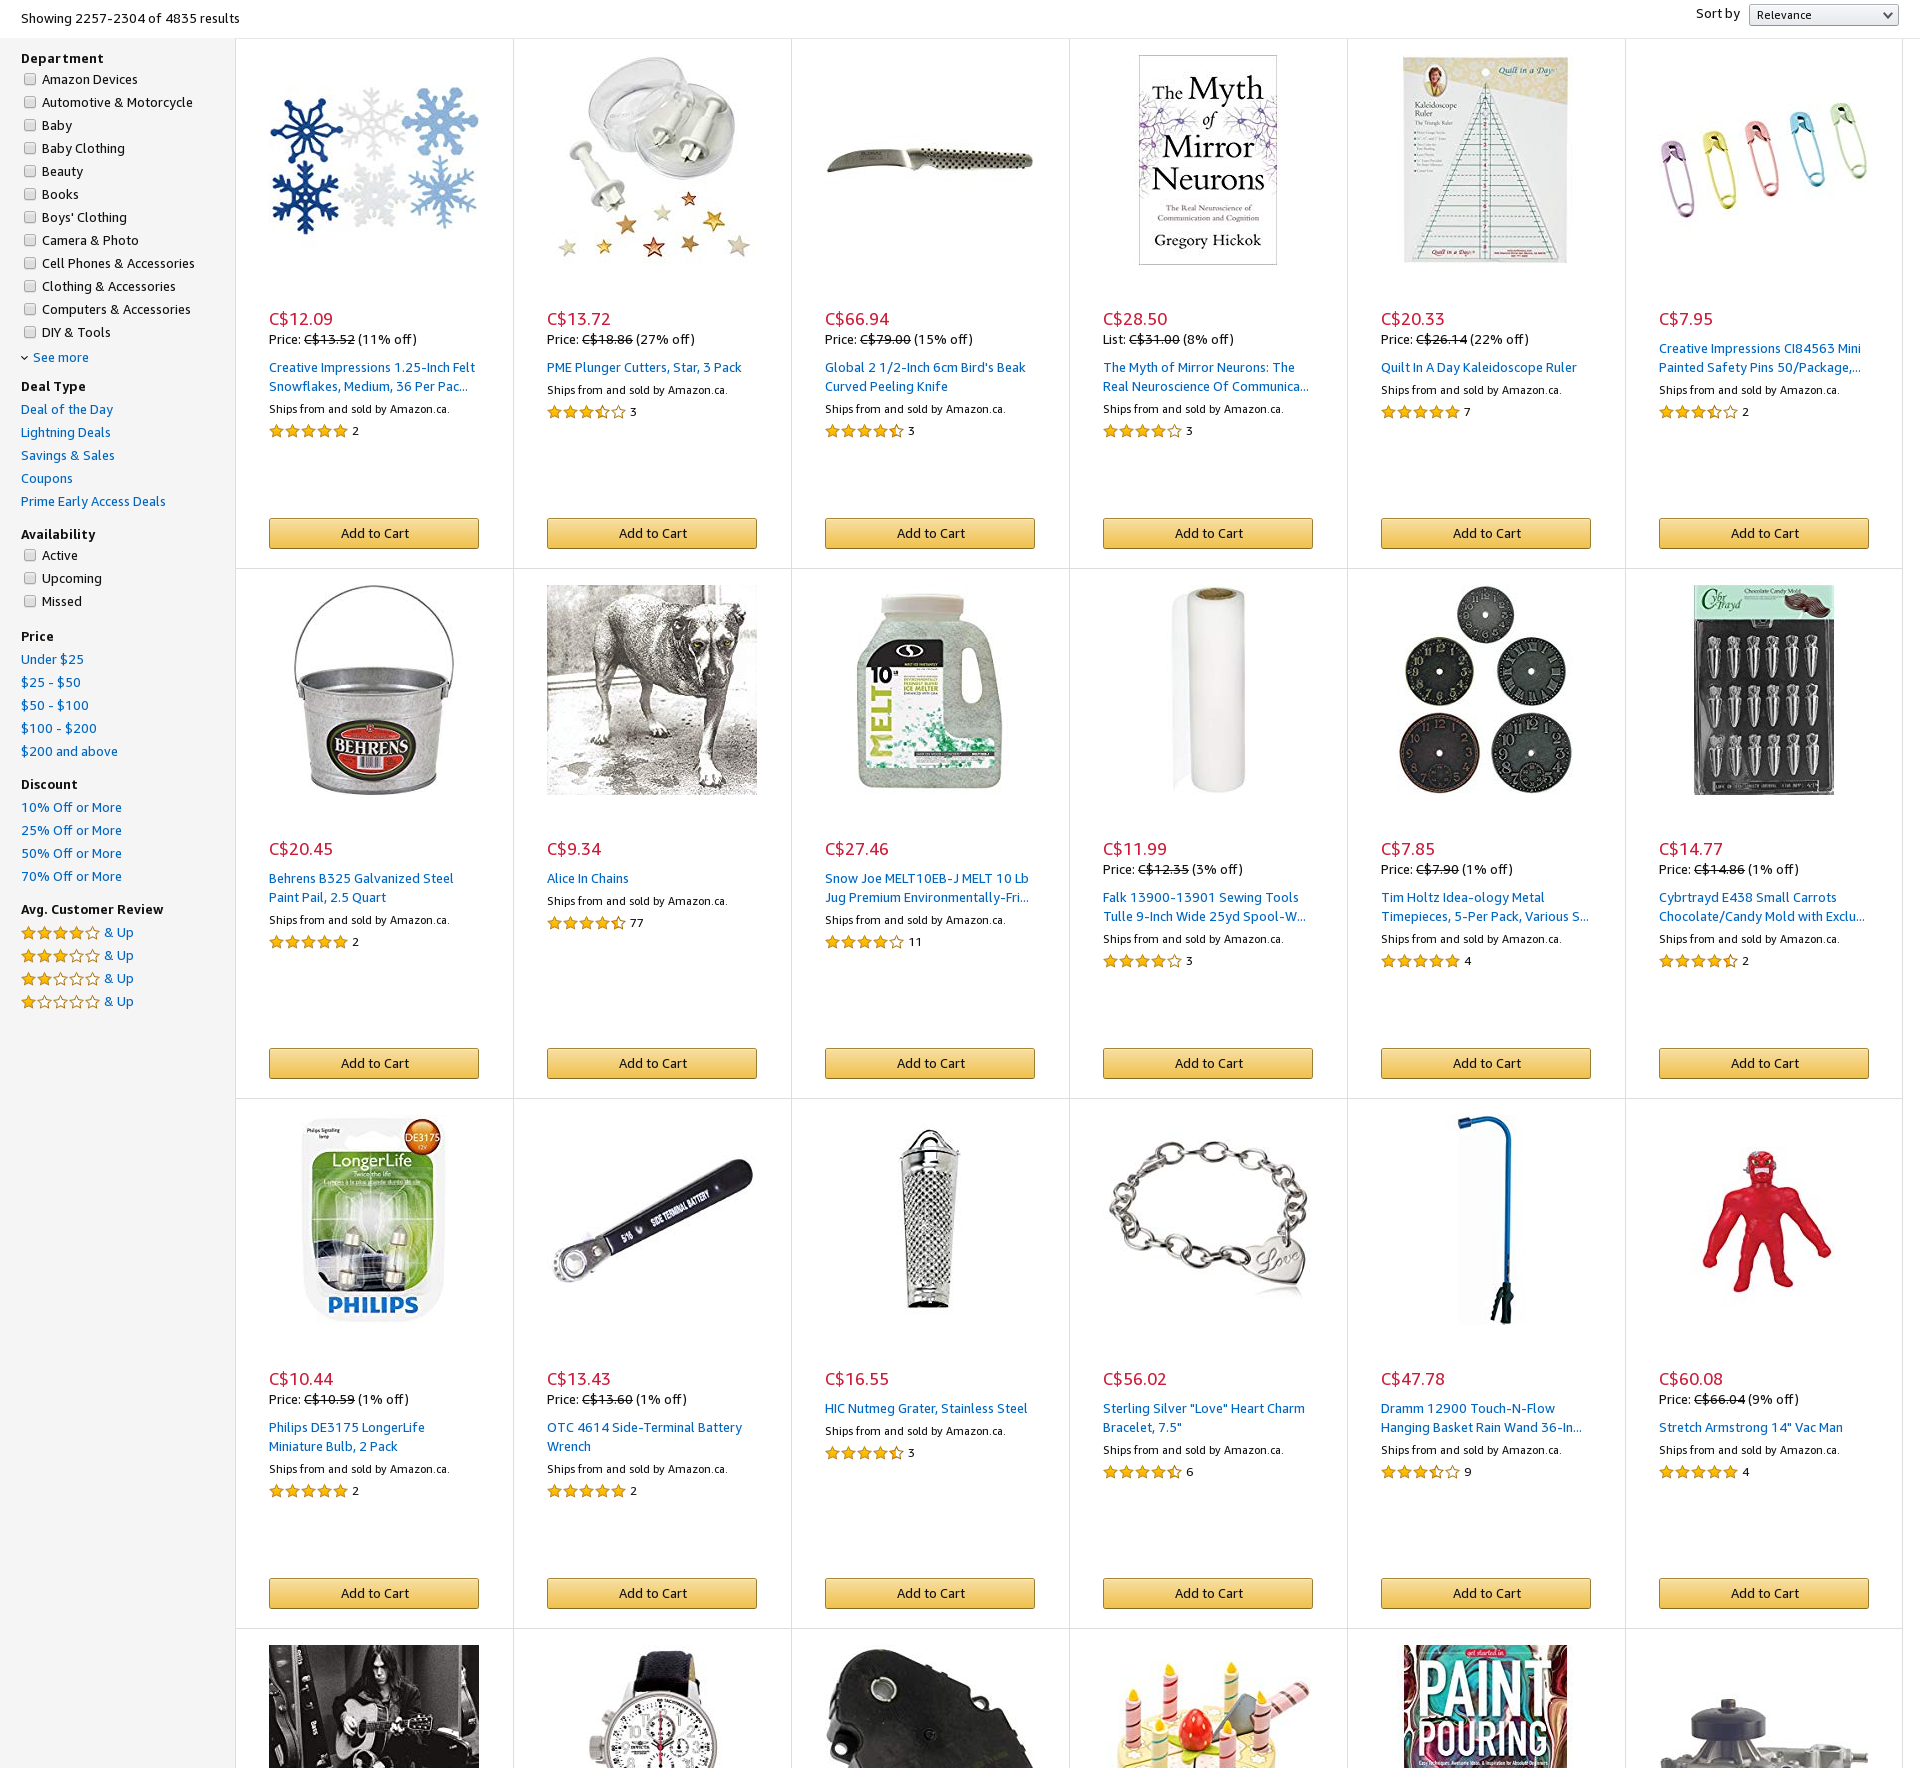 Showing 2257-2304 of 4835 results
Sort by
Relevance
Department
Amazon Devices
Automotive & Motorcycle
Baby
Baby Clothing
Beauty
Books
Boys' Clothing
Camera & Photo
Cell Phones & Accessories
Clothing & Accessories
Computers & Accessories
DIY & Tools
See more
Deal Type
Deal of the Day
Lightning Deals
Savings & Sales
Coupons
Prime Early Access Deals
Availability
Active
Upcoming
Missed
Price
Under $25
$25 - $50
$50 - $100
$100 - $200
$200 and above
Discount
10% Off or More
25% Off or More
50% Off or More
70% Off or More
Avg. Customer Review
& Up
& Up
& Up
& Up
C$12.09
Price: C$13.52 (11% off)
Creative Impressions 1.25-Inch Felt
Snowflakes, Medium, 36 Per Pac...
Ships from and sold by Amazon.ca.
2
Add to Cart
C$13.72
Price: C$18.86 (27% off)
PME Plunger Cutters, Star, 3 Pack
Ships from and sold by Amazon.ca.
3
Add to Cart
C$66.94
Price: C$79.00 (15% off)
Global 2 1/2-Inch 6cm Bird's Beak
Curved Peeling Knife
Ships from and sold by Amazon.ca.
3
Add to Cart
The Myth
of
Mirror
Neurons
The Real Neuroscience of
Communication and Cognition
Gregory Hickok
C$28.50
List: C$31.00 (8% off)
The Myth of Mirror Neurons: The
Real Neuroscience Of Communica...
Ships from and sold by Amazon.ca.
3
Add to Cart
Quilt in a Day
Kaleidoscope
Ruler
The Triangle Ruler
Quilt in a Day
C$20.33
Price: C$26.14 (22% off)
Quilt In A Day Kaleidoscope Ruler
Ships from and sold by Amazon.ca.
7
Add to Cart
C$7.95
Creative Impressions CI84563 Mini
Painted Safety Pins 50/Package,...
Ships from and sold by Amazon.ca.
2
Add to Cart
BEHRENS
C$20.45
Behrens B325 Galvanized Steel
Paint Pail, 2.5 Quart
Ships from and sold by Amazon.ca.
2
Add to Cart
C$9.34
Alice In Chains
Ships from and sold by Amazon.ca.
77
Add to Cart
10
MELT
ICE MELTER
C$27.46
Snow Joe MELT10EB-J MELT 10 Lb
Jug Premium Environmentally-Fri...
Ships from and sold by Amazon.ca.
11
Add to Cart
C$11.99
Price: C$12.35 (3% off)
Falk 13900-13901 Sewing Tools
Tulle 9-Inch Wide 25yd Spool-W...
Ships from and sold by Amazon.ca.
3
Add to Cart
C$7.85
Price: C$7.90 (1% off)
Tim Holtz Idea-ology Metal
Timepieces, 5-Per Pack, Various S...
Ships from and sold by Amazon.ca.
4
Add to Cart
Cybrtrayd
Chocolate Candy Mold
C$14.77
Price: C$14.86 (1% off)
Cybrtrayd E438 Small Carrots
Chocolate/Candy Mold with Exclu...
Ships from and sold by Amazon.ca.
2
Add to Cart
Philips Signaling
lamp
DE3175
LongerLife
Twice the life
PHILIPS
C$10.44
Price: C$10.59 (1% off)
Philips DE3175 LongerLife
Miniature Bulb, 2 Pack
Ships from and sold by Amazon.ca.
2
Add to Cart
5/16 SIDE TERMINAL BATTERY
C$13.43
Price: C$13.60 (1% off)
OTC 4614 Side-Terminal Battery
Wrench
Ships from and sold by Amazon.ca.
2
Add to Cart
C$16.55
HIC Nutmeg Grater, Stainless Steel
Ships from and sold by Amazon.ca.
3
Add to Cart
Love
C$56.02
Sterling Silver "Love" Heart Charm
Bracelet, 7.5"
Ships from and sold by Amazon.ca.
6
Add to Cart
C$47.78
Dramm 12900 Touch-N-Flow
Hanging Basket Rain Wand 36-In...
Ships from and sold by Amazon.ca.
9
Add to Cart
C$60.08
Price: C$66.04 (9% off)
Stretch Armstrong 14" Vac Man
Ships from and sold by Amazon.ca.
4
Add to Cart
PAINT
POURING